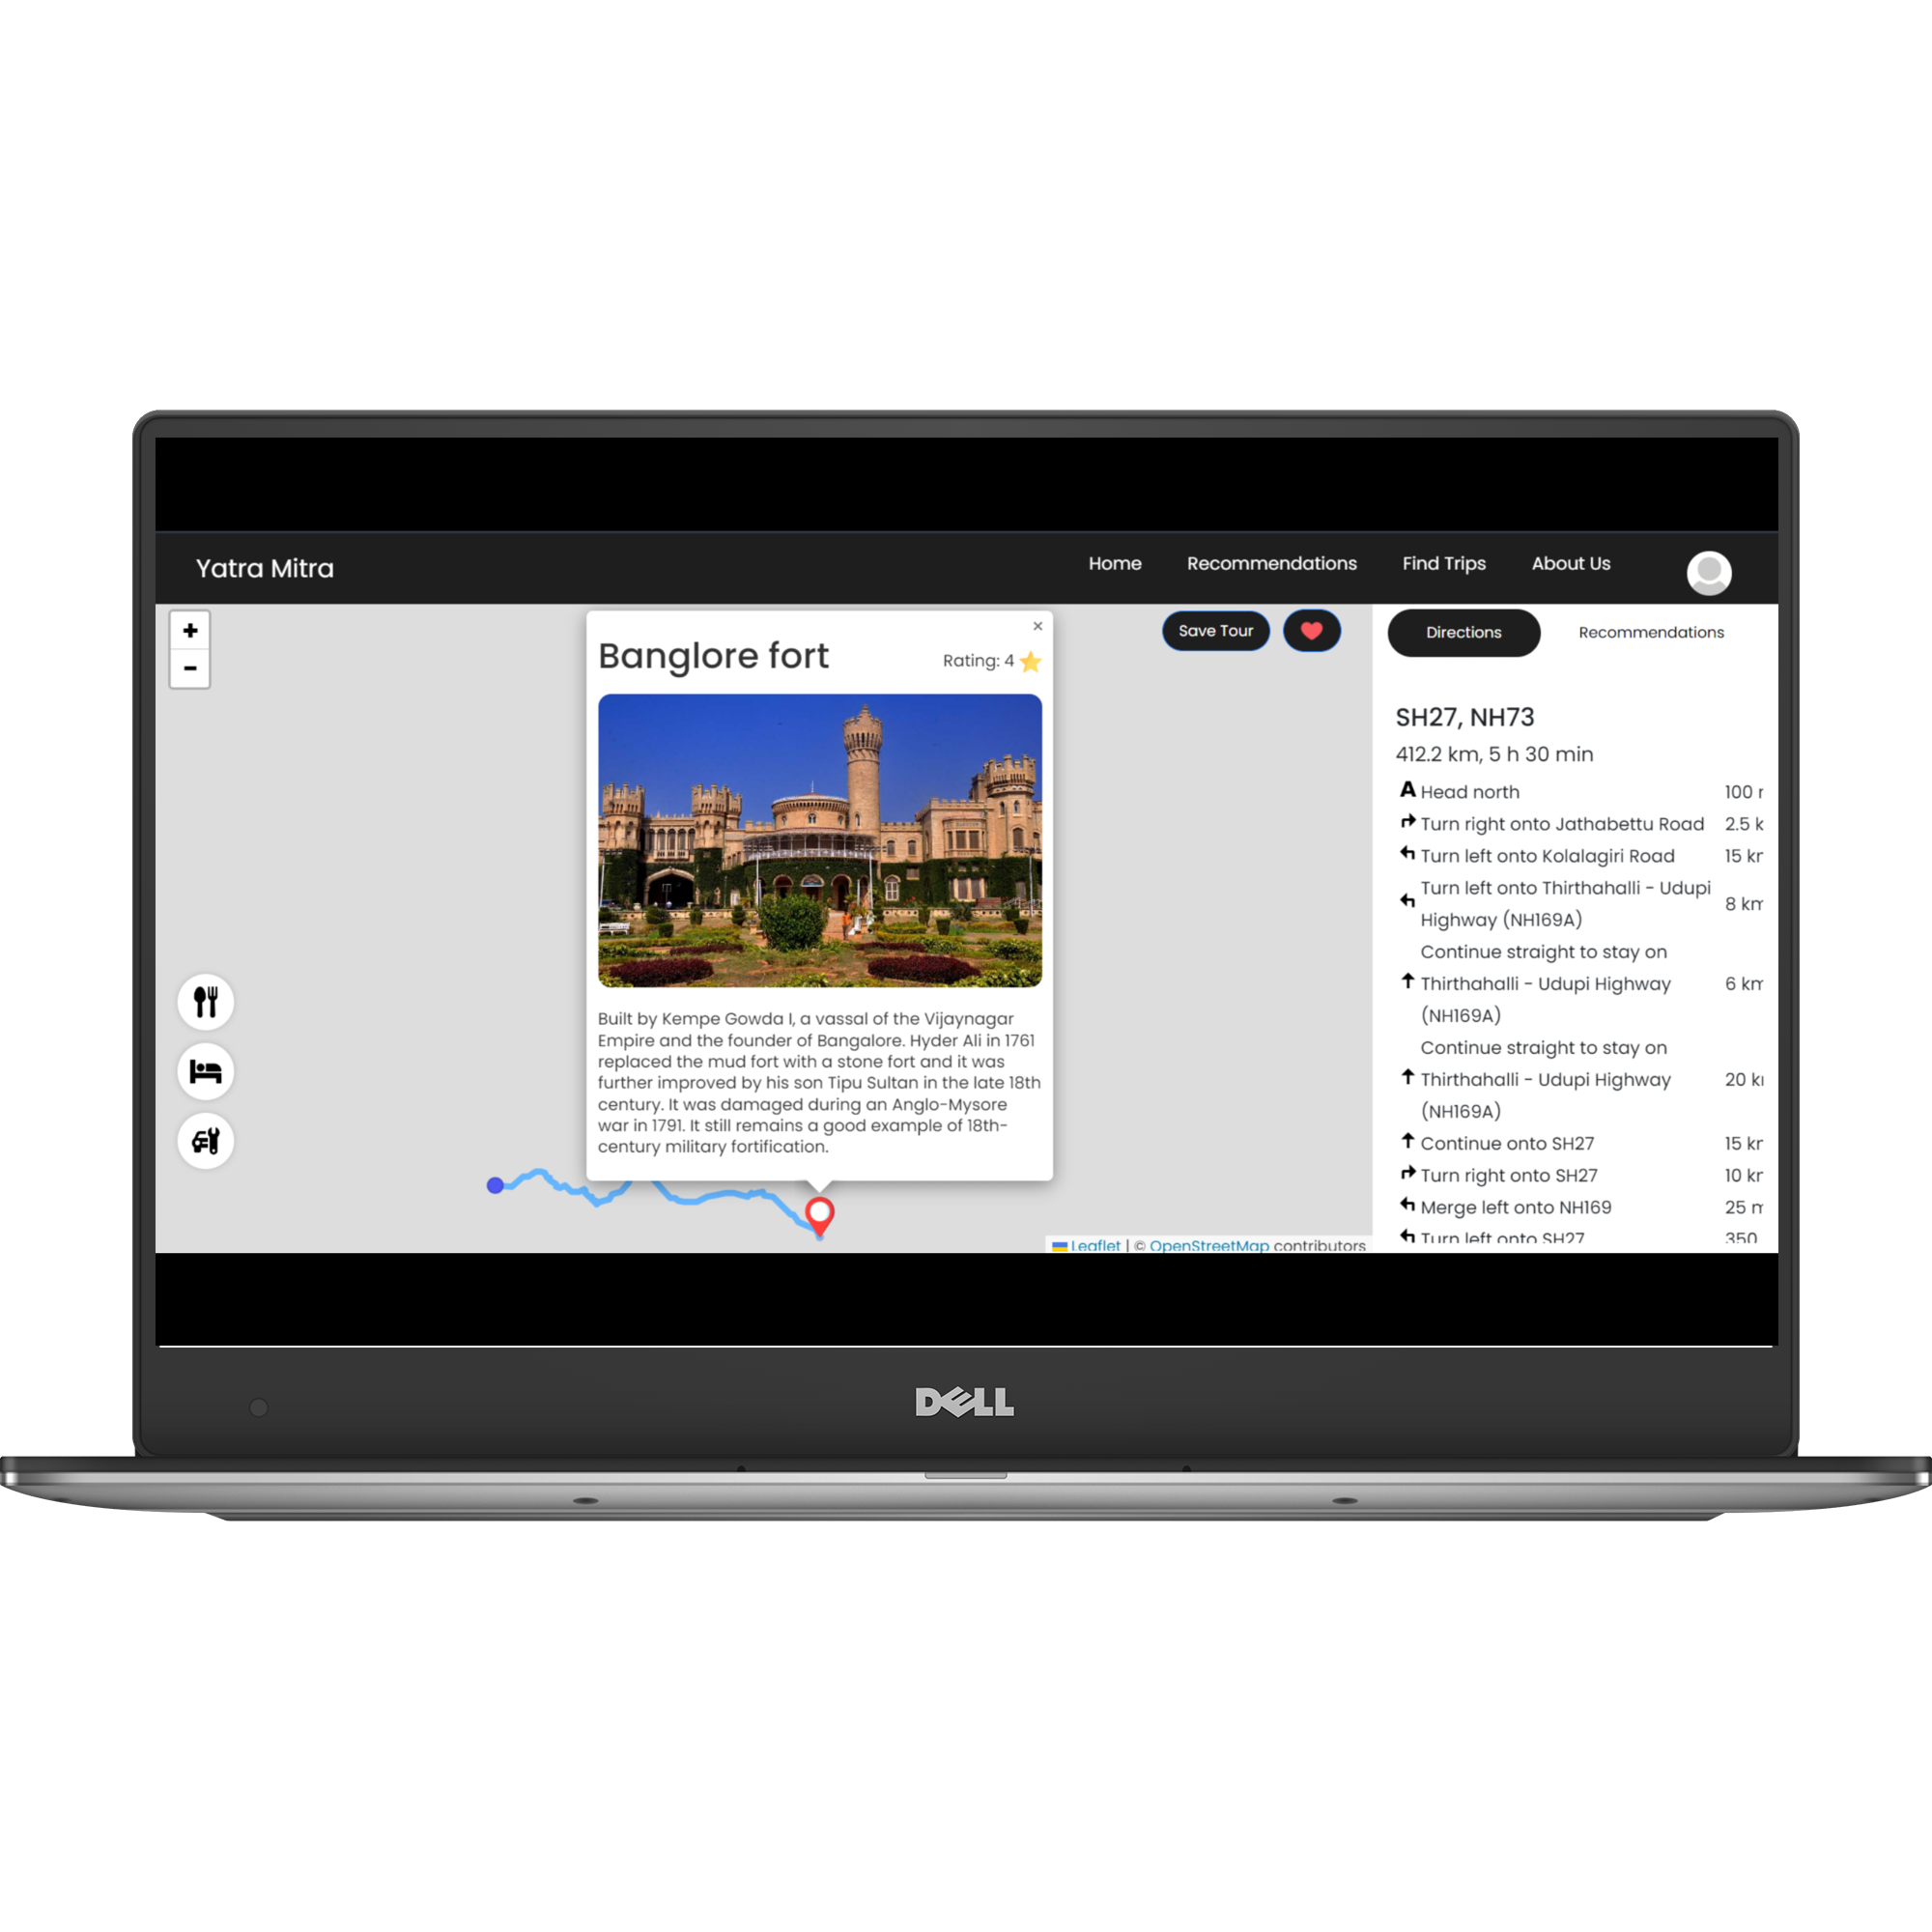 Yatra Mitra
Home
Recommendations
Find Trips
About Us
+
-
Banglore fort
×
Rating: 4
Built by Kempe Gowda I, a vassal of the Vijaynagar
Empire and the founder of Bangalore. Hyder Ali in 1761
replaced the mud fort with a stone fort and it was
further improved by his son Tipu Sultan in the late 18th
century. It was damaged during an Anglo-Mysore
war in 1791. It still remains a good example of 18th-
century military fortification.
Save Tour
Leaflet | © OpenStreetMap contributors
Directions
Recommendations
SH27, NH73
412.2 km, 5 h 30 min
A Head north 100
Turn right onto Jathabettu Road 2.5 k
Turn left onto Kolalagiri Road 15
Turn left onto Thirthahalli - Udupi
Highway (NH169A) 8 km
Continue straight to stay on
Thirthahalli - Udupi Highway 6 km
(NH169A)
Continue straight to stay on
Thirthahalli - Udupi Highway 20
(NH169A)
Continue onto SH27 15
Turn right onto SH27 10
Merge left onto NH169 25 m
Turn left onto SH27 350
DELL